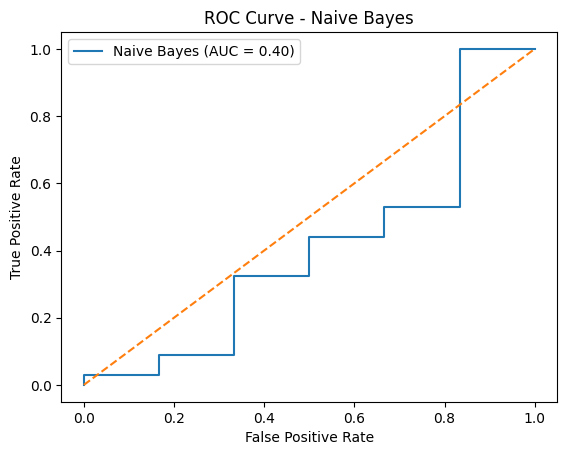 ROC Curve - Naive Bayes
Naive Bayes (AUC = 0.40)
True Positive Rate
1.0
0.8
0.6
0.4
0.2
0.0
0.0 0.2 0.4 0.6 0.8 1.0
False Positive Rate